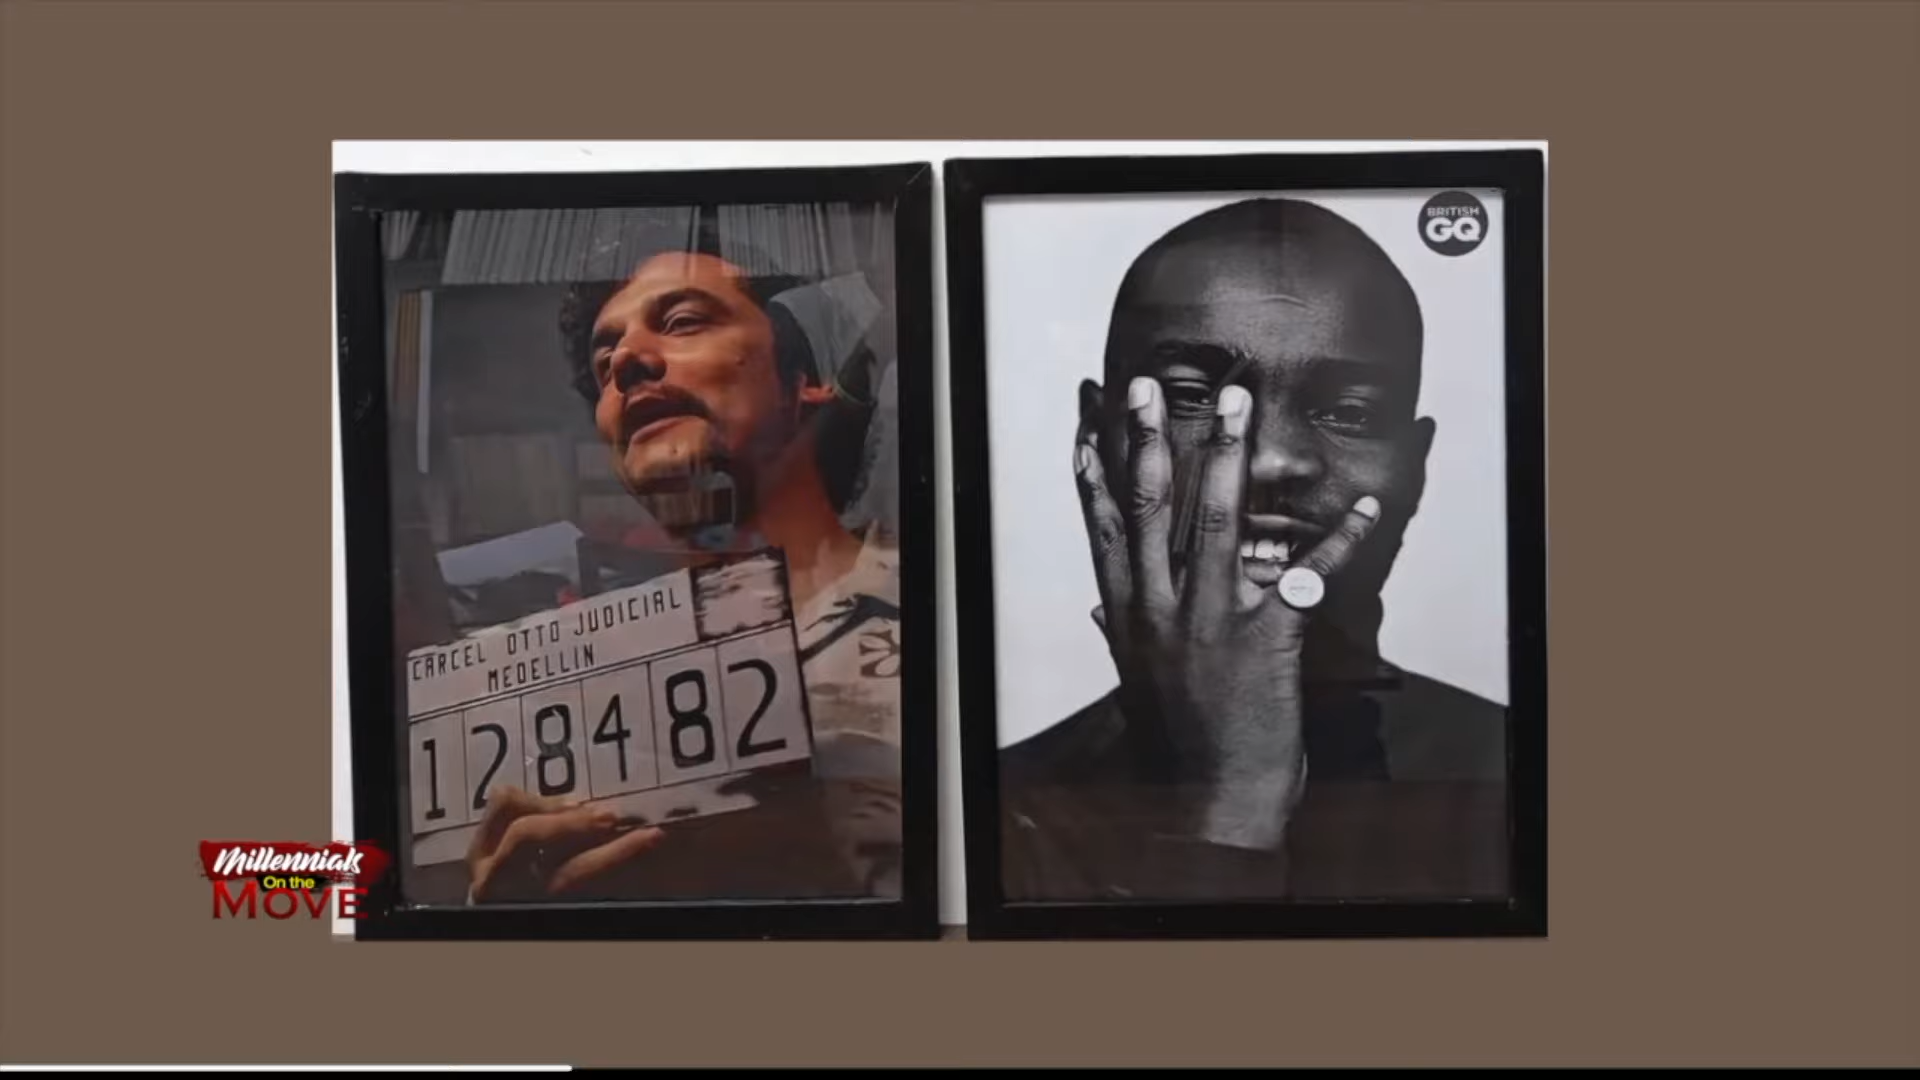 BRITISH
GQ
CARCEL OTTO JUDICIAL
MEDELLIN
128482
Millennials
On the
MOVE